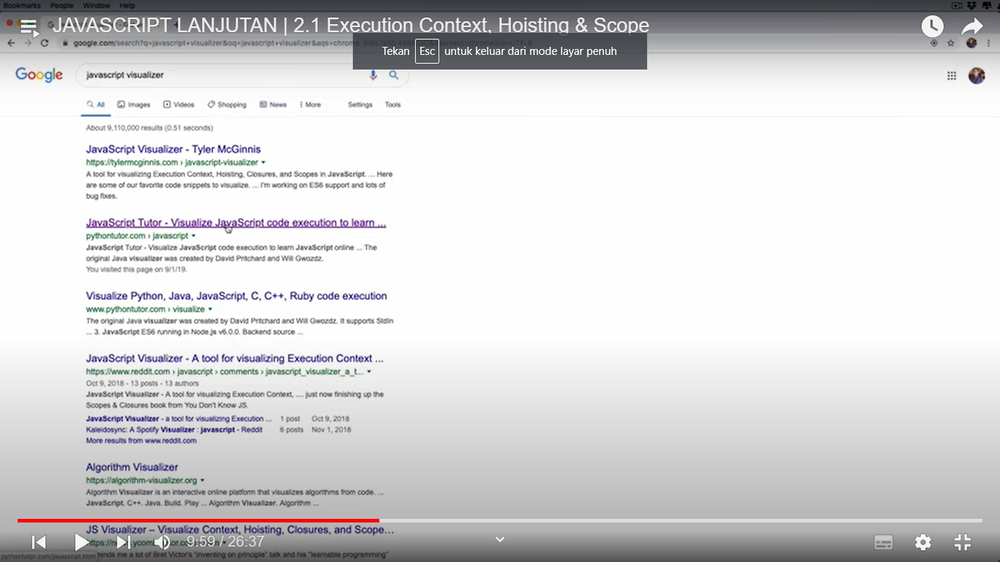 Bookmarks People Window Help
JAVASCRIPT LANJUTAN | 2.1 Execution Context, Hoisting & Scope
google.com/search?q=javascript+visualizer&oq=javascript+visualizer&aqs=chrome
Tekan Esc untuk keluar dari mode layar penuh
Google
javascript visualizer
All Images Videos Shopping News More Settings Tools
About 9,110,000 results (0.51 seconds)
JavaScript Visualizer - Tyler McGinnis
https://tylermcginnis.com › javascript-visualizer
A tool for visualizing Execution Context, Hoisting, Closures, and Scopes in JavaScript. ... Here
are some of our favorite code snippets to visualize. ... I'm working on ES6 support and lots of
bug fixes.
JavaScript Tutor - Visualize JavaScript code execution to learn ...
pythontutor.com › javascript
JavaScript Tutor - Visualize JavaScript code execution to learn JavaScript online ... The
original Java visualizer was created by David Pritchard and Will Gwozdz.
You visited this page on 9/1/19.
Visualize Python, Java, JavaScript, C, C++, Ruby code execution
www.pythontutor.com › visualize
The original Java visualizer was created by David Pritchard and Will Gwozdz. It supports StdIn
... 3. JavaScript ES6 running in Node.js v6.0.0. Backend source ...
JavaScript Visualizer - A tool for visualizing Execution Context ...
https://www.reddit.com › javascript › comments › javascript_visualizer_a_t...
Oct 9, 2018 - 13 posts - 13 authors
JavaScript Visualizer - A tool for visualizing Execution Context, .... just now finishing up the
Scopes & Closures book from You Don't Know JS.
JavaScript Visualizer - a tool for visualizing Execution ... 1 post Oct 9, 2018
Kaleidosync: A Spotify Visualizer : javascript - Reddit 6 posts Nov 1, 2018
More results from www.reddit.com
Algorithm Visualizer
https://algorithm-visualizer.org
Algorithm Visualizer is an interactive online platform that visualizes algorithms from code. ...
JavaScript. C++. Java. Build. Play ... Algorithm Visualizer. Algorithm ...
JS Visualizer – Visualize Context, Hoisting, Closures, and Scope...
9:59 / 26:37
pythontutor.com/javascript.html
minds me a lot of Bret Victor's "inventing on principle" talk and his "learnable programming"